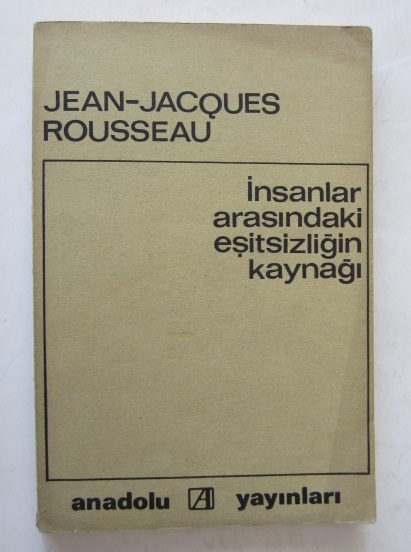 JEAN-JACQUES
ROUSSEAU
İnsanlar
arasındaki
eşitsizliğin
kaynağı
anadolu A yayınları